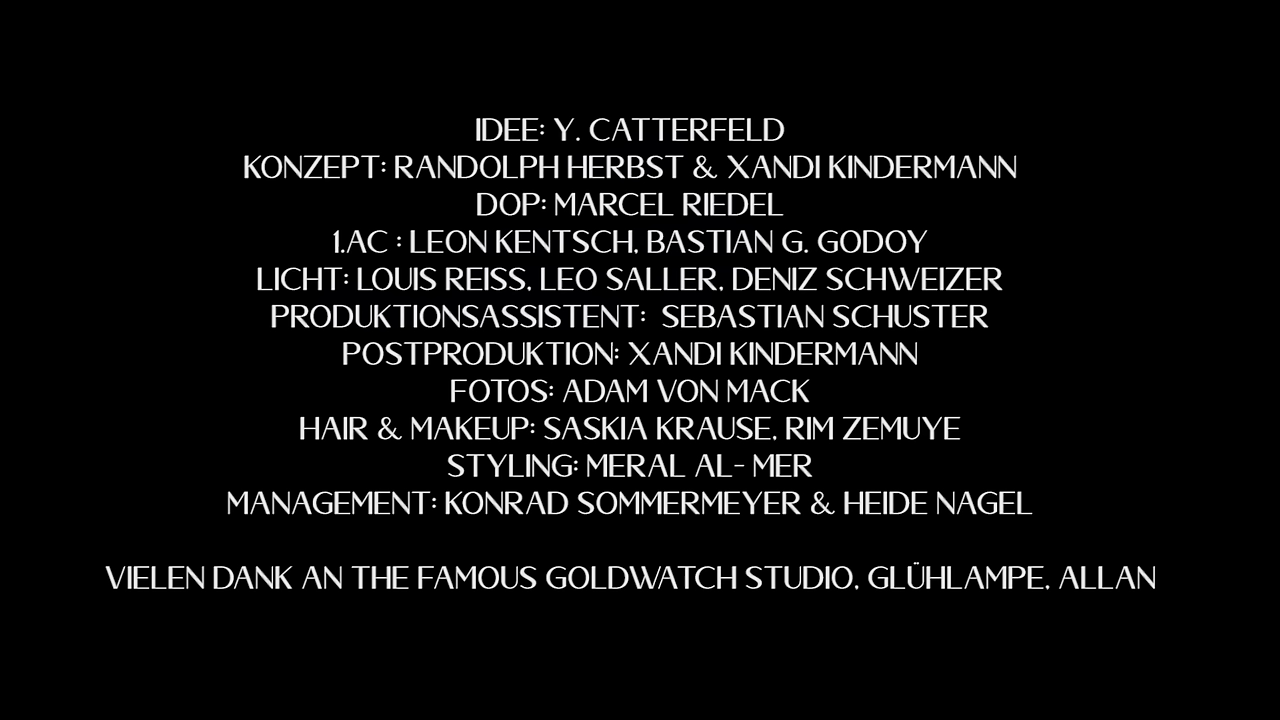 IDEE: Y. CATTERFELD
KONZEPT: RANDOLPH HERBST & XANDI KINDERMANN
DOP: MARCEL RIEDEL
1.AC : LEON KENTSCH, BASTIAN G. GODOY
LICHT: LOUIS REISS, LEO SALLER, DENIZ SCHWEIZER
PRODUKTIONSASSISTENT: SEBASTIAN SCHUSTER
POSTPRODUKTION: XANDI KINDERMANN
FOTOS: ADAM VON MACK
HAIR & MAKEUP: SASKIA KRAUSE, RIM ZEMUYE
STYLING: MERAL AL- MER
MANAGEMENT: KONRAD SOMMERMEYER & HEIDE NAGEL
VIELEN DANK AN THE FAMOUS GOLDWATCH STUDIO, GLÜHLAMPE, ALLAN